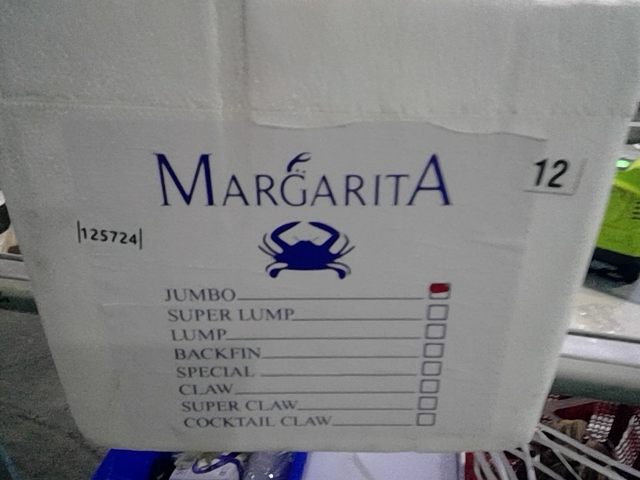 MARGARITA
12
125724
JUMBO
SUPER LUMP
LUMP
BACKFIN
SPECIAL
CLAW
SUPER CLAW
COCKTAIL CLAW